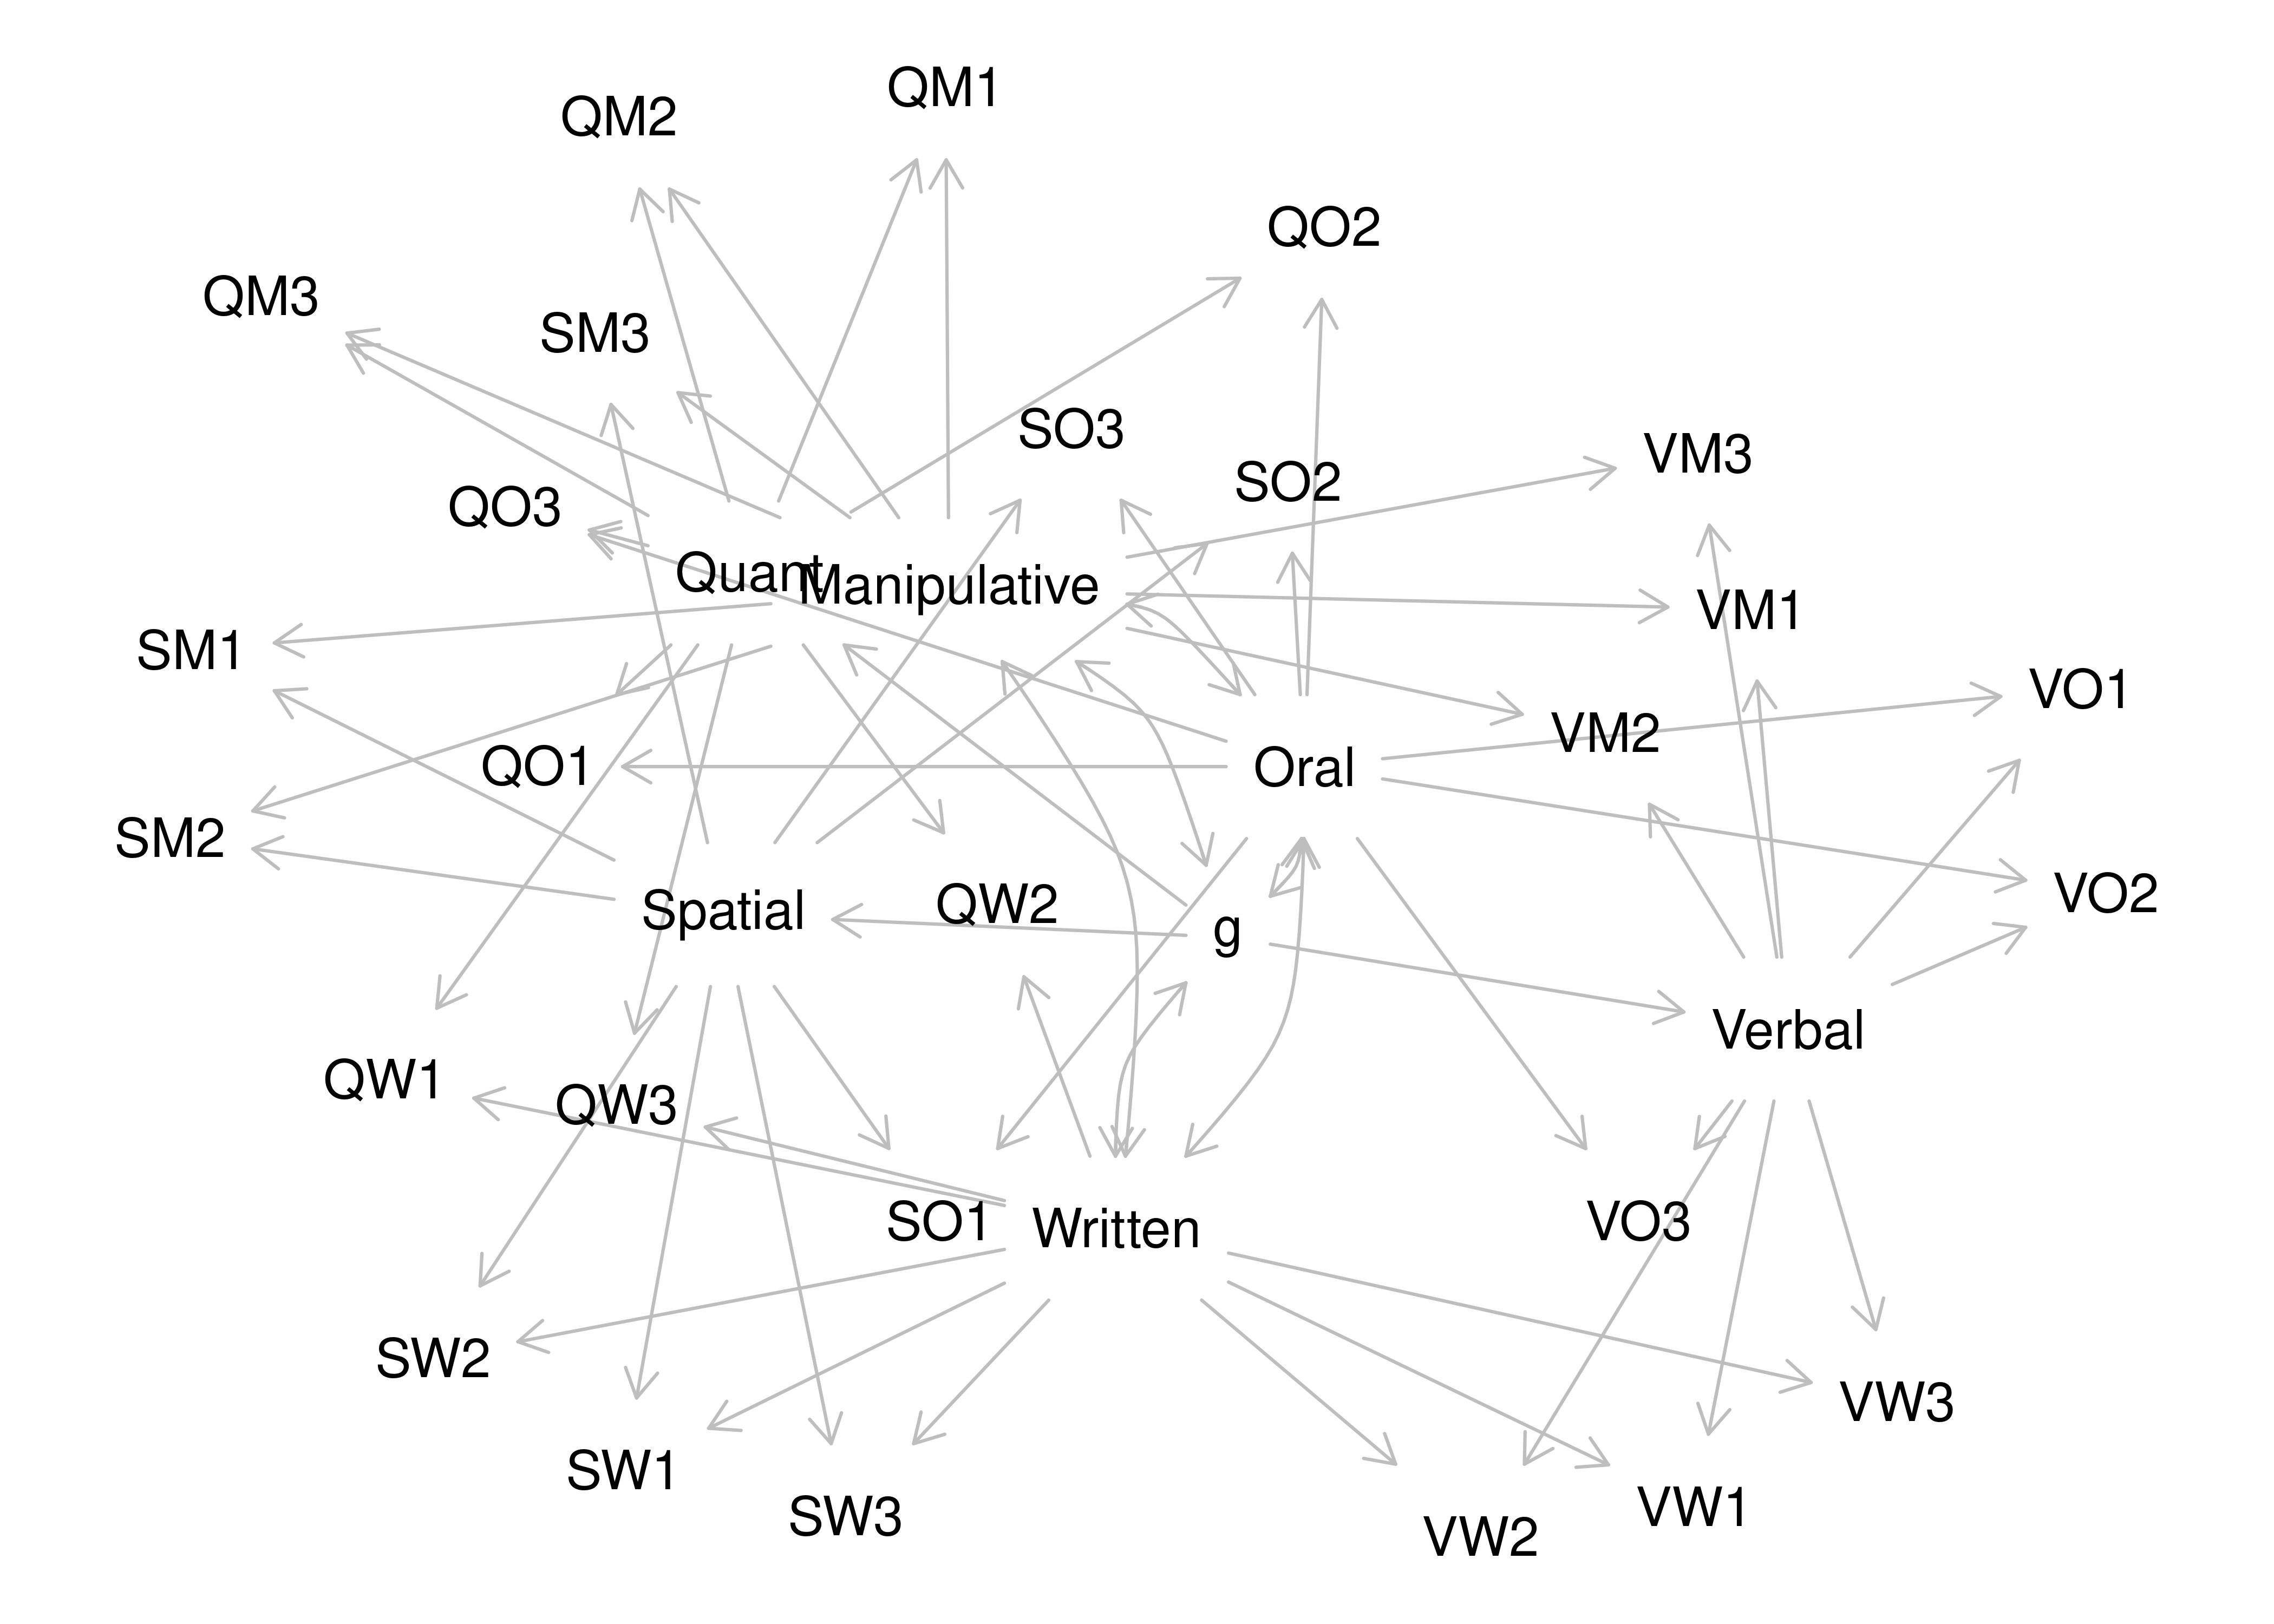 QM1
QM2
QO2
QM3
SM3
SO3
VM3
SO2
QO3
Quant
Manipulative
VM1
SM1
VO1
VM2
QO1
Oral
SM2
VO2
QW2
Spatial
g
Verbal
QW1
QW3
SO1
Written
VO3
SW2
VW3
SW1
VW1
SW3
VW2